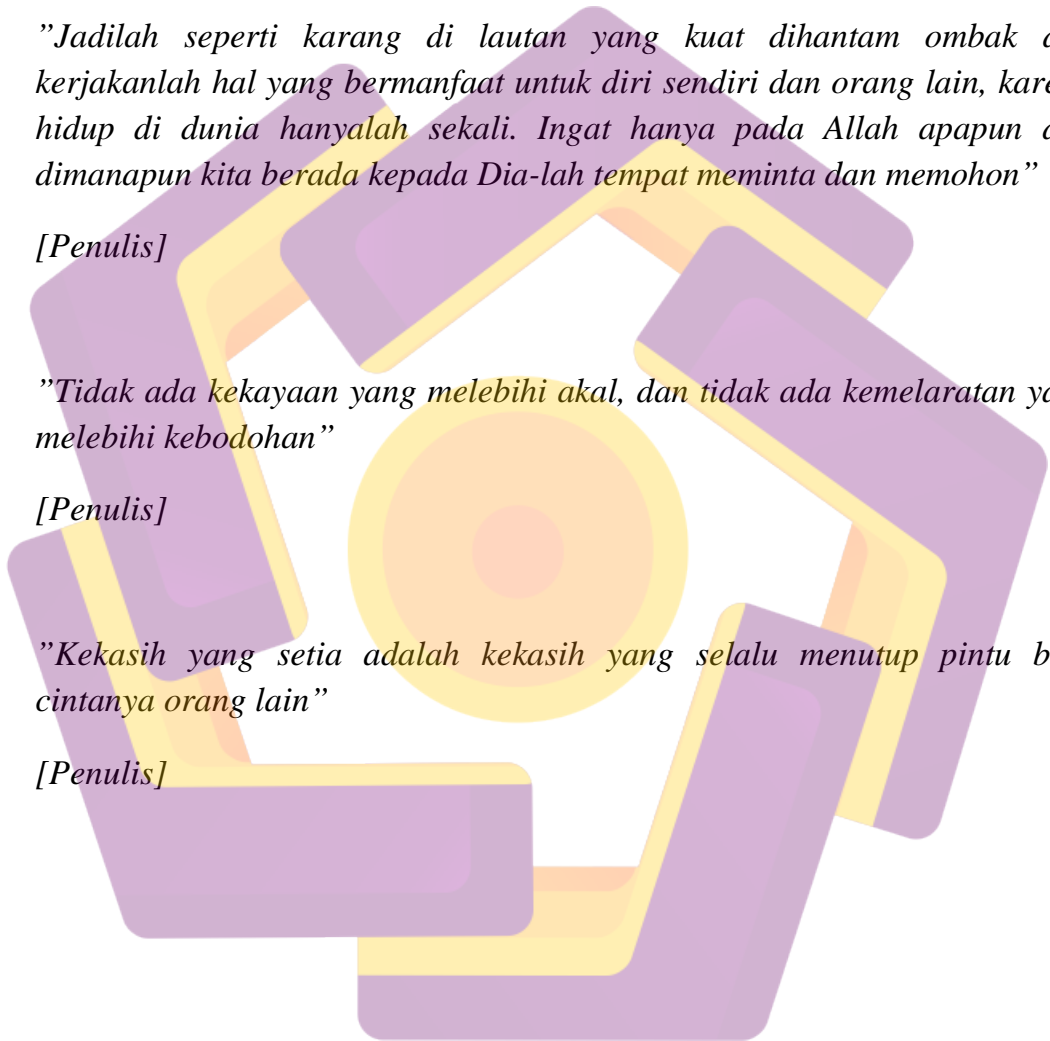 ”Jadilah seperti karang di lautan yang kuat dihantam ombak
kerjakanlah hal yang bermanfaat untuk diri sendiri dan orang lain,
hidup di dunia hanyalah sekali. Ingat hanya pada Allah apapun
dimanapun kita berada kepada Dia-lah tempat meminta dan memohon”
[Penulis]
”Tidak ada kekayaan yang melebihi akal, dan tidak ada kemelaratan
melebihi kebodohan”
[Penulis]
”Kekasih yang setia adalah kekasih yang selalu menutup pintu
cintanya orang lain”
[Penulis]